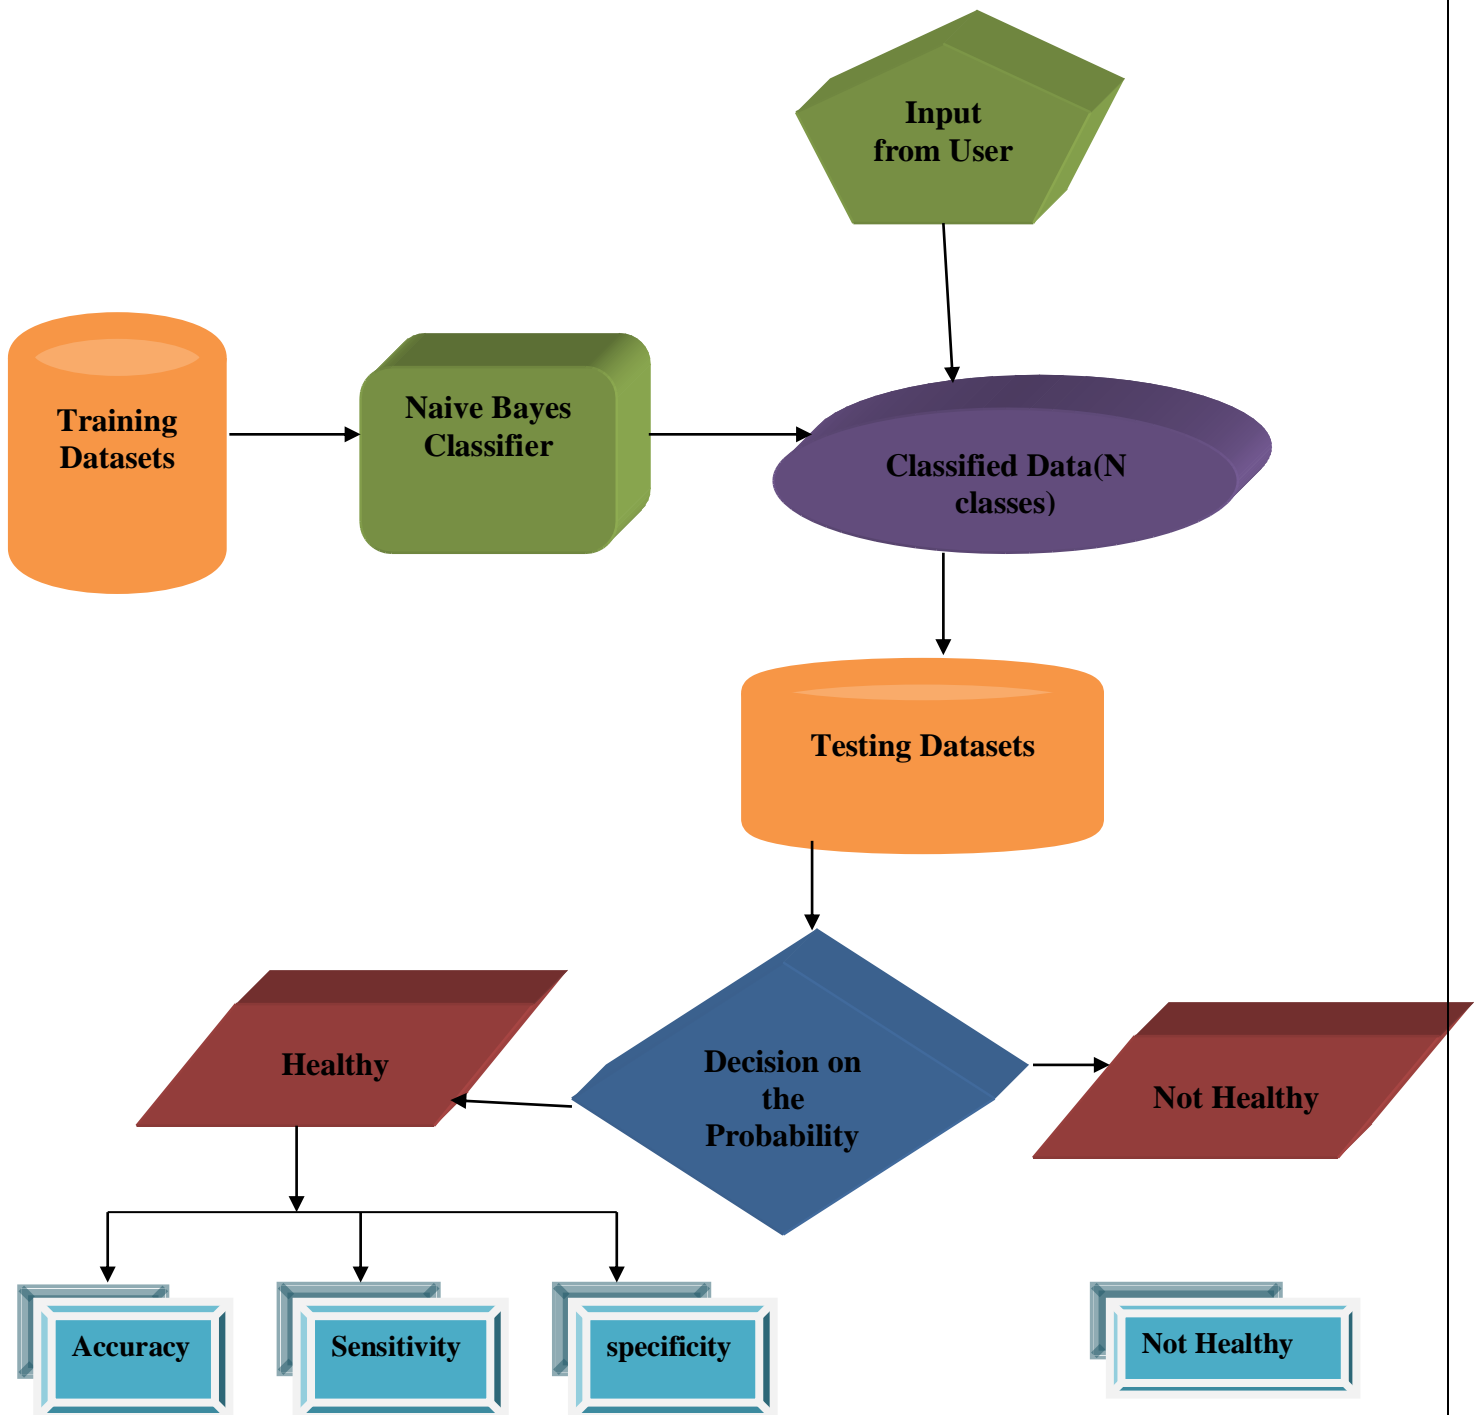 Input
from User
Training
Datasets
Naive Bayes
Classifier
Classified Data(N
classes)
Testing Datasets
Healthy
Decision on
the
Probability
Not Healthy
Accuracy
Sensitivity
specificity
Not Healthy